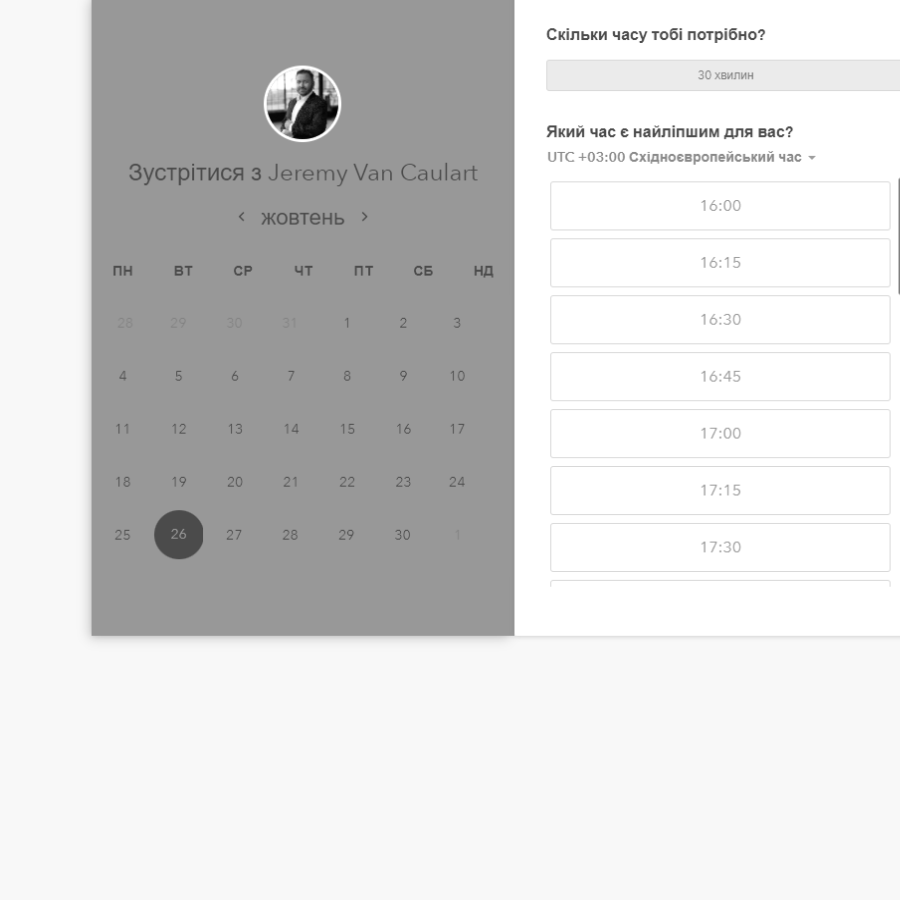 Зустрітися з Jeremy Van Caulart
жовтень
ПН ВТ СР ЧТ ПТ СБ НД
28 29 30 31 1 2 3
4 5 6 7 8 9 10
11 12 13 14 15 16 17
18 19 20 21 22 23 24
25 26 27 28 29 30 1
Скільки часу тобі потрібно?
30 хвилин
Який час є найліпшим для вас?
UTC +03:00 Східноєвропейський час
16:00
16:15
16:30
16:45
17:00
17:15
17:30